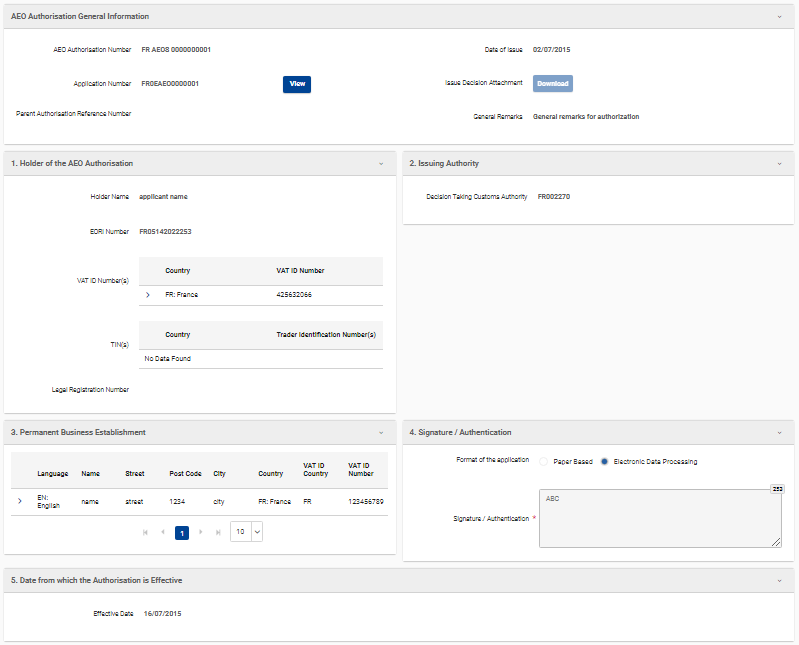 AEO Authorisation General Information
AEO Authorisation Number FR AEOS 0000000001
Date of Issue 02/07/2015
Application Number FR0EAEO0000001 View
Issue Decision Attachment Download
Parent Authorisation Reference Number
General Remarks General remarks for authorization
1. Holder of the AEO Authorisation
Holder Name applicant name
EORI Number FR05142022253
VAT ID Number(s)
Country VAT ID Number
FR: France 425632066
TIN(s)
Country Trader Identification Number(s)
No Data Found
Legal Registration Number
2. Issuing Authority
Decision Taking Customs Authority FR002270
3. Permanent Business Establishment
Language Name Street Post Code City Country VAT ID Country VAT ID Number
EN: English name street 1234 city FR: France FR 123456789
1 10
4. Signature / Authentication
Format of the application Paper Based Electronic Data Processing
253
Signature / Authentication * ABC
5. Date from which the Authorisation is Effective
Effective Date 16/07/2015